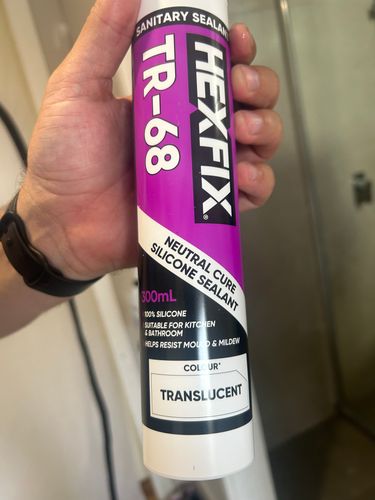 SANITARY SEALANT
HEXFIX®
TR-68
NEUTRAL CURE
SILICONE SEALANT
300mL
100% SILICONE
SUITABLE FOR KITCHEN
& BATHROOM
HELPS RESIST MOULD & MILDEW
COLOUR*
TRANSLUCENT